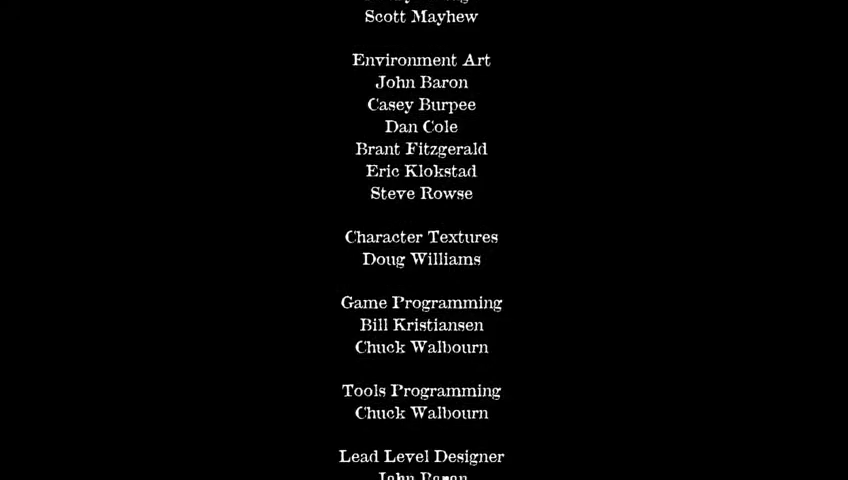 Scott Mayhew
Environment Art
John Baron
Casey Burpee
Dan Cole
Brant Fitzgerald
Eric Klokstad
Steve Rowse
Character Textures
Doug Williams
Game Programming
Bill Kristiansen
Chuck Walbourn
Tools Programming
Chuck Walbourn
Lead Level Designer
John